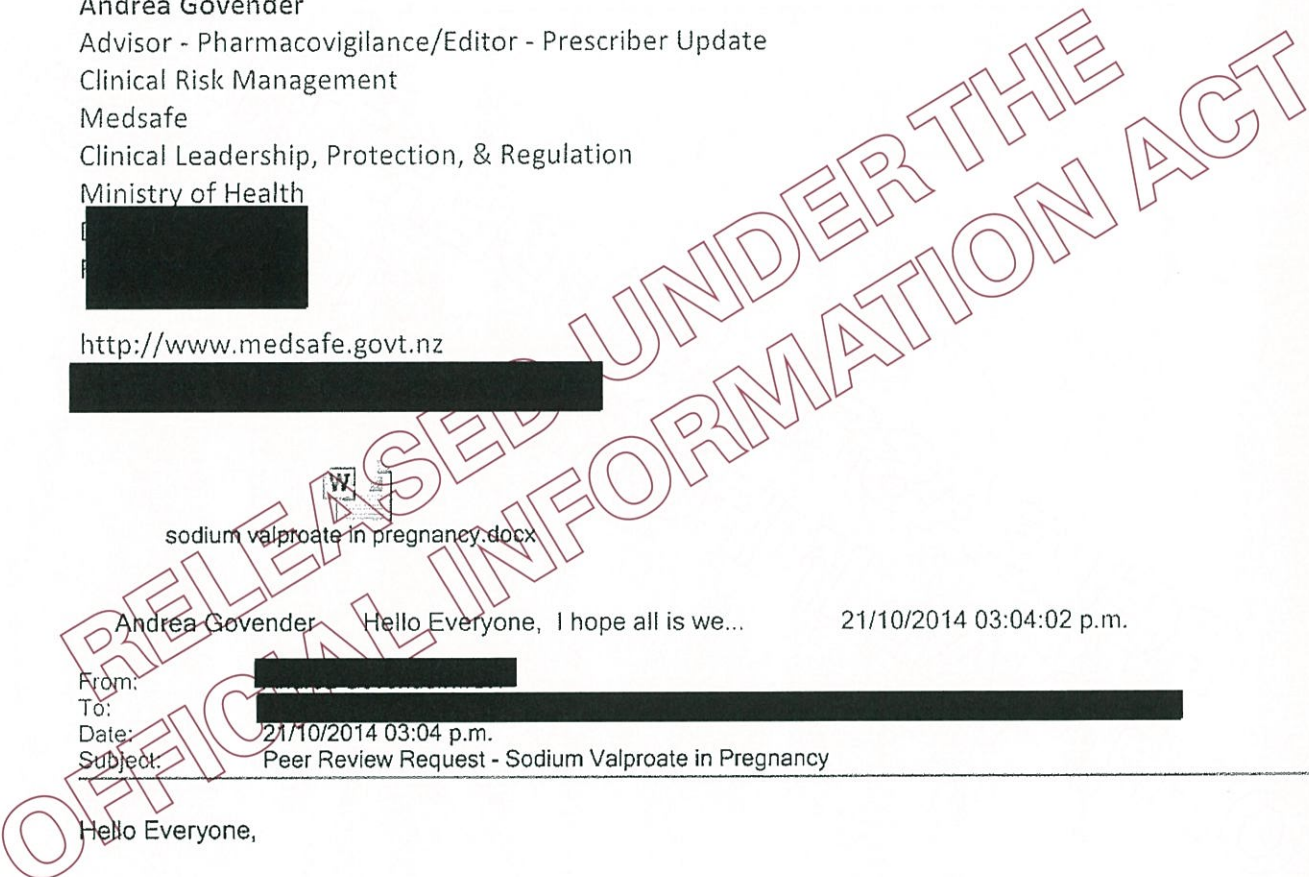 Andrea Govender
Advisor - Pharmacovigilance/Editor - Prescriber Update
Clinical Risk Management
Medsafe
Clinical Leadership, Protection, & Regulation
Ministry of Health
http://www.medsafe.govt.nz
W
sodium valproate in pregnancy.docx
Andrea Govender Hello Everyone, I hope all is we... 21/10/2014 03:04:02 p.m.
From:
To:
Date: 21/10/2014 03:04 p.m.
Subject: Peer Review Request - Sodium Valproate in Pregnancy
Hello Everyone,
RELEASED UNDER THE
OFFICIAL INFORMATION ACT